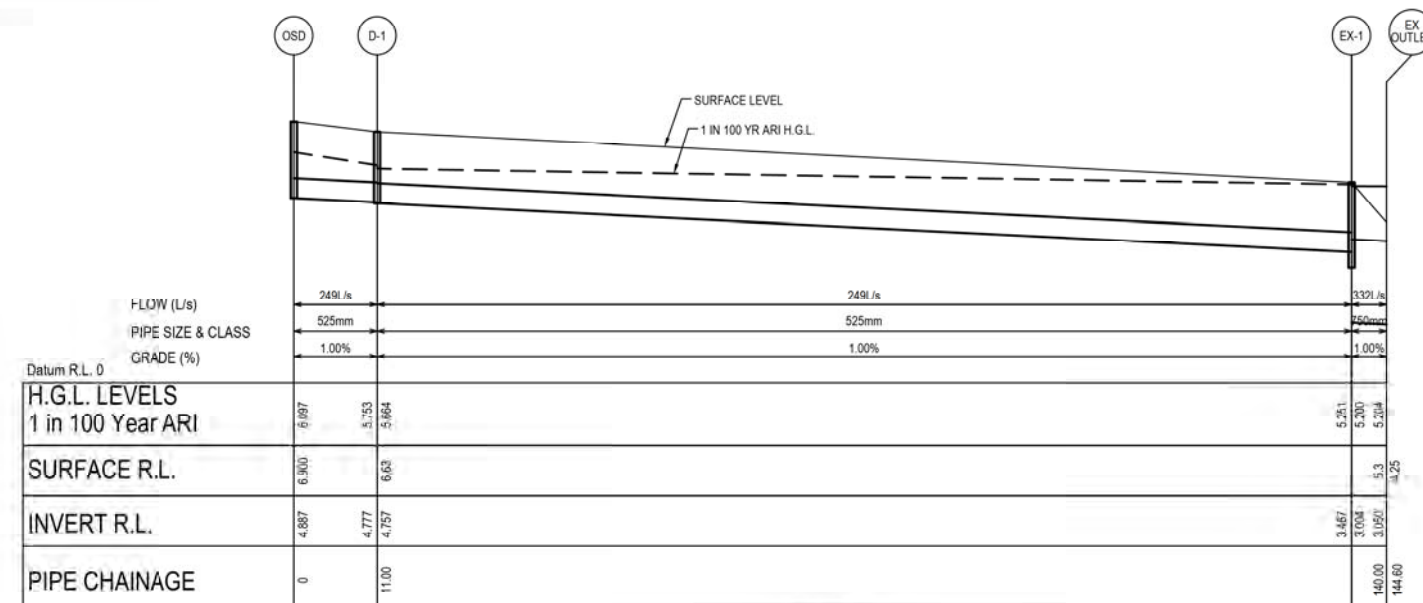 OSD D-1 EX-1 EX
OUTLE
SURFACE LEVEL
1 IN 100 YR ARI H.G.L.
FLOW (L/s) 249L/s 249L/s 332L/s
PIPE SIZE & CLASS 525mm 525mm 750mm
GRADE (%) 1.00% 1.00% 1.00%
Datum R.L. 0
H.G.L. LEVELS
1 in 100 Year ARI 6.097 5.753 5.664 5.251 5.200 5.204
SURFACE R.L. 6.900 6.63 5.3 4.25
INVERT R.L. 4.887 4.777 4.757 3.467 3.004 3.050
PIPE CHAINAGE 0 11.00 140.00 144.60